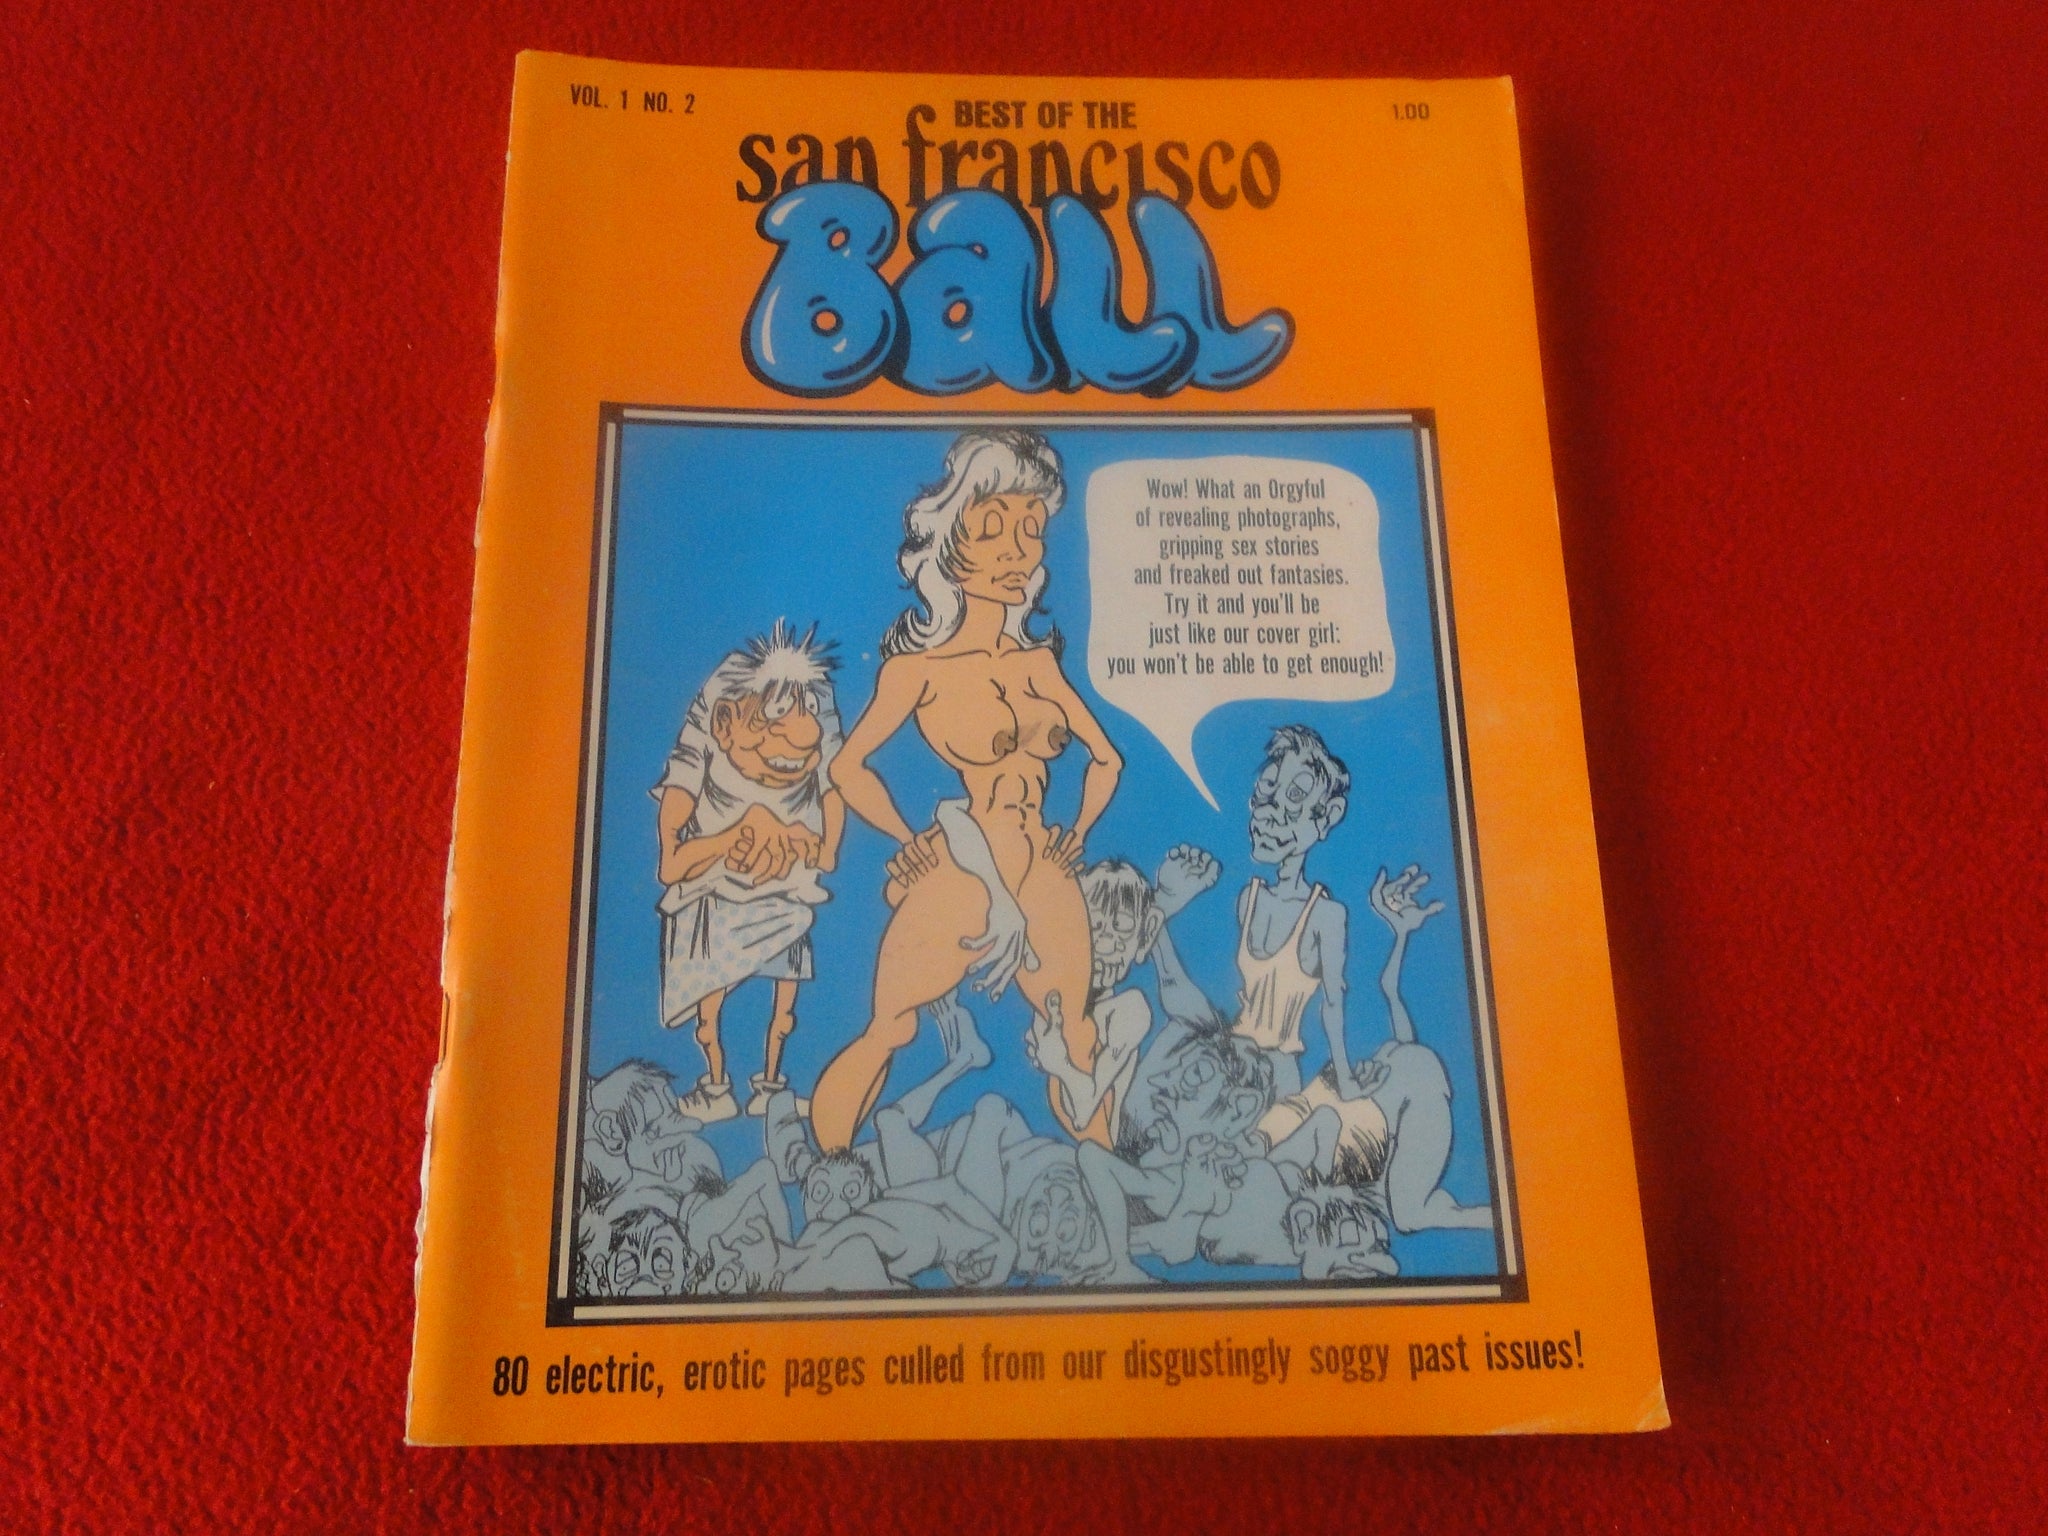 VOL. 1 NO. 2
1.00
BEST OF THE
san francisco
BALL
Wow! What an Orgyful
of revealing photographs,
gripping sex stories
and freaked out fantasies.
Try it and you'll be
just like our cover girl:
you won't be able to get enough!
80 electric, erotic pages culled from our disgustingly soggy past issues!